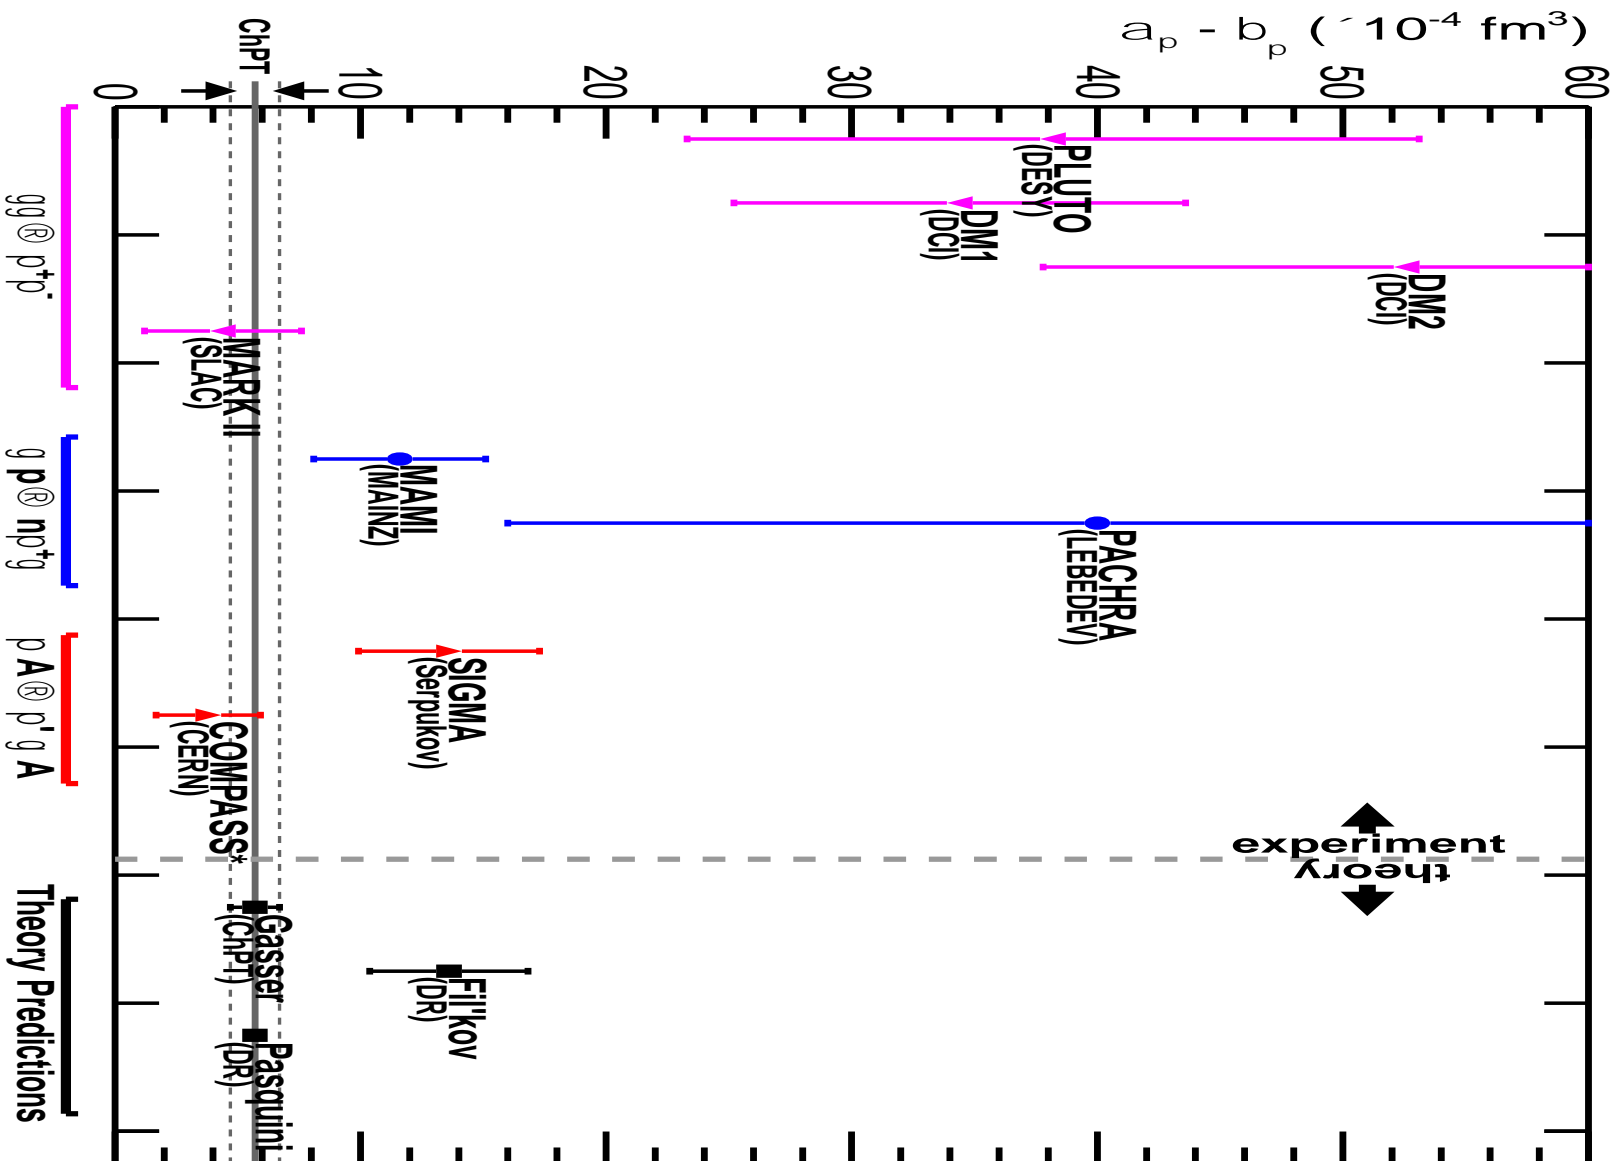 a_p - b_p (´10^-4 fm^3)
ChPT
0
10
20
30
40
50
60
PLUTO
(DESY)
DM1
(DCI)
DM2
(DCI)
MARK II
(SLAC)
MAMI
(MAINZ)
PACHRA
(LEBEDEV)
SIGMA
(Serpukov)
COMPASS*
(CERN)
experiment
theory
Gasser
(ChPT)
Fil'kov
(DR)
Pasquini
(DR)
gg® p⁺p⁻
g p® np⁺g
p A® p'g A
Theory Predictions